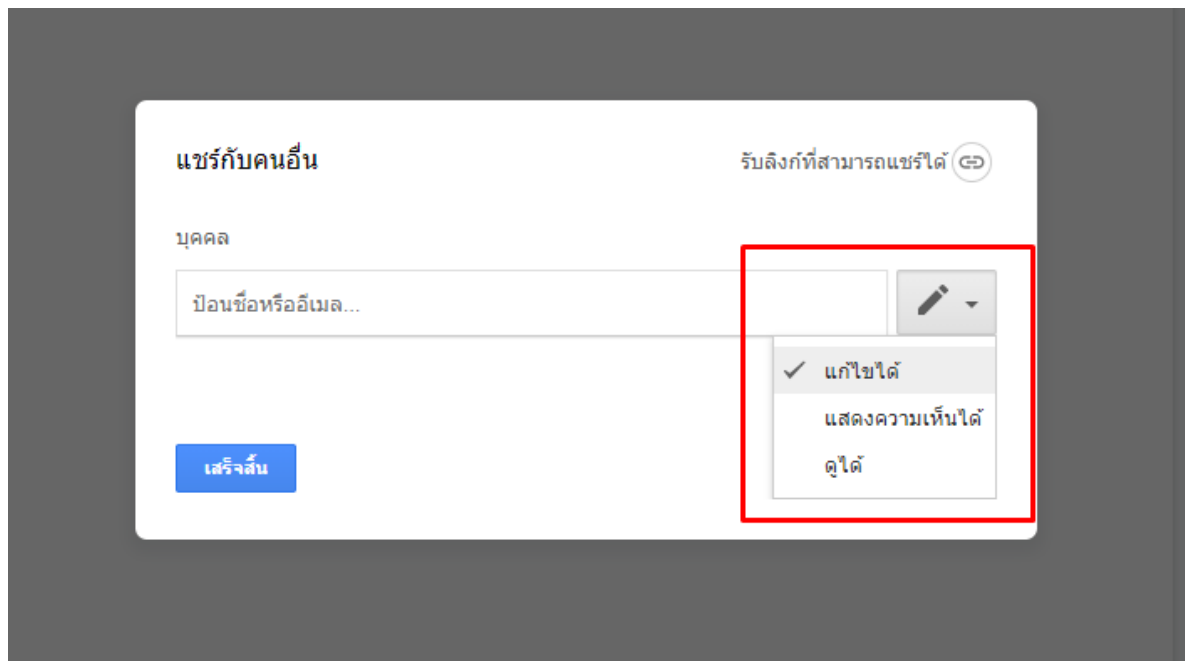 แชร์กับคนอื่น
รับลิงก์ที่สามารถแชร์ได้
บุคคล
ป้อนชื่อหรืออีเมล...
แก้ไขได้
แสดงความเห็นได้
ดูได้
เสร็จสิ้น